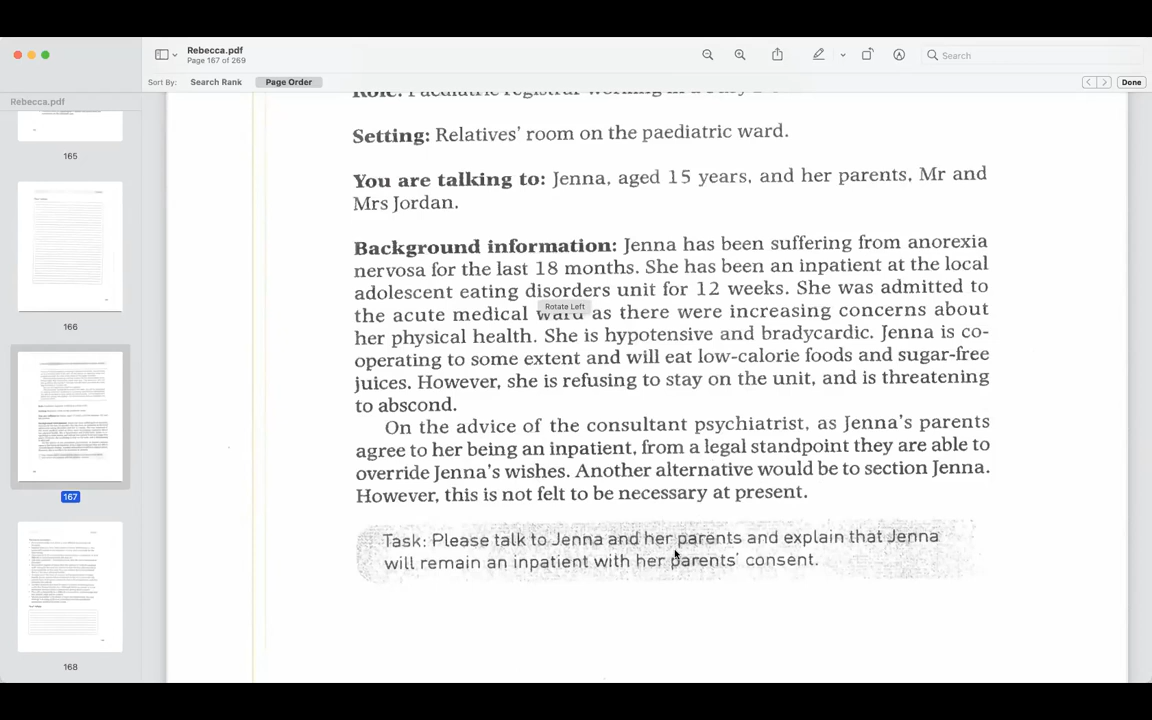 Rebecca.pdf
Page 167 of 269
Search
Sort By: Search Rank Page Order
Done
Rebecca.pdf
165
166
167
168
Setting: Relatives' room on the paediatric ward.
You are talking to: Jenna, aged 15 years, and her parents, Mr and
Mrs Jordan.
Background information: Jenna has been suffering from anorexia
nervosa for the last 18 months. She has been an inpatient at the local
adolescent eating disorders unit for 12 weeks. She was admitted to
Rotate Left
the acute medical ward as there were increasing concerns about
her physical health. She is hypotensive and bradycardic. Jenna is co-
operating to some extent and will eat low-calorie foods and sugar-free
juices. However, she is refusing to stay on the unit, and is threatening
to abscond.
On the advice of the consultant psychiatrist, as Jenna's parents
agree to her being an inpatient, from a legal standpoint they are able to
override Jenna's wishes. Another alternative would be to section Jenna.
However, this is not felt to be necessary at present.
Task: Please talk to Jenna and her parents and explain that Jenna
will remain an inpatient with her parents' consent.